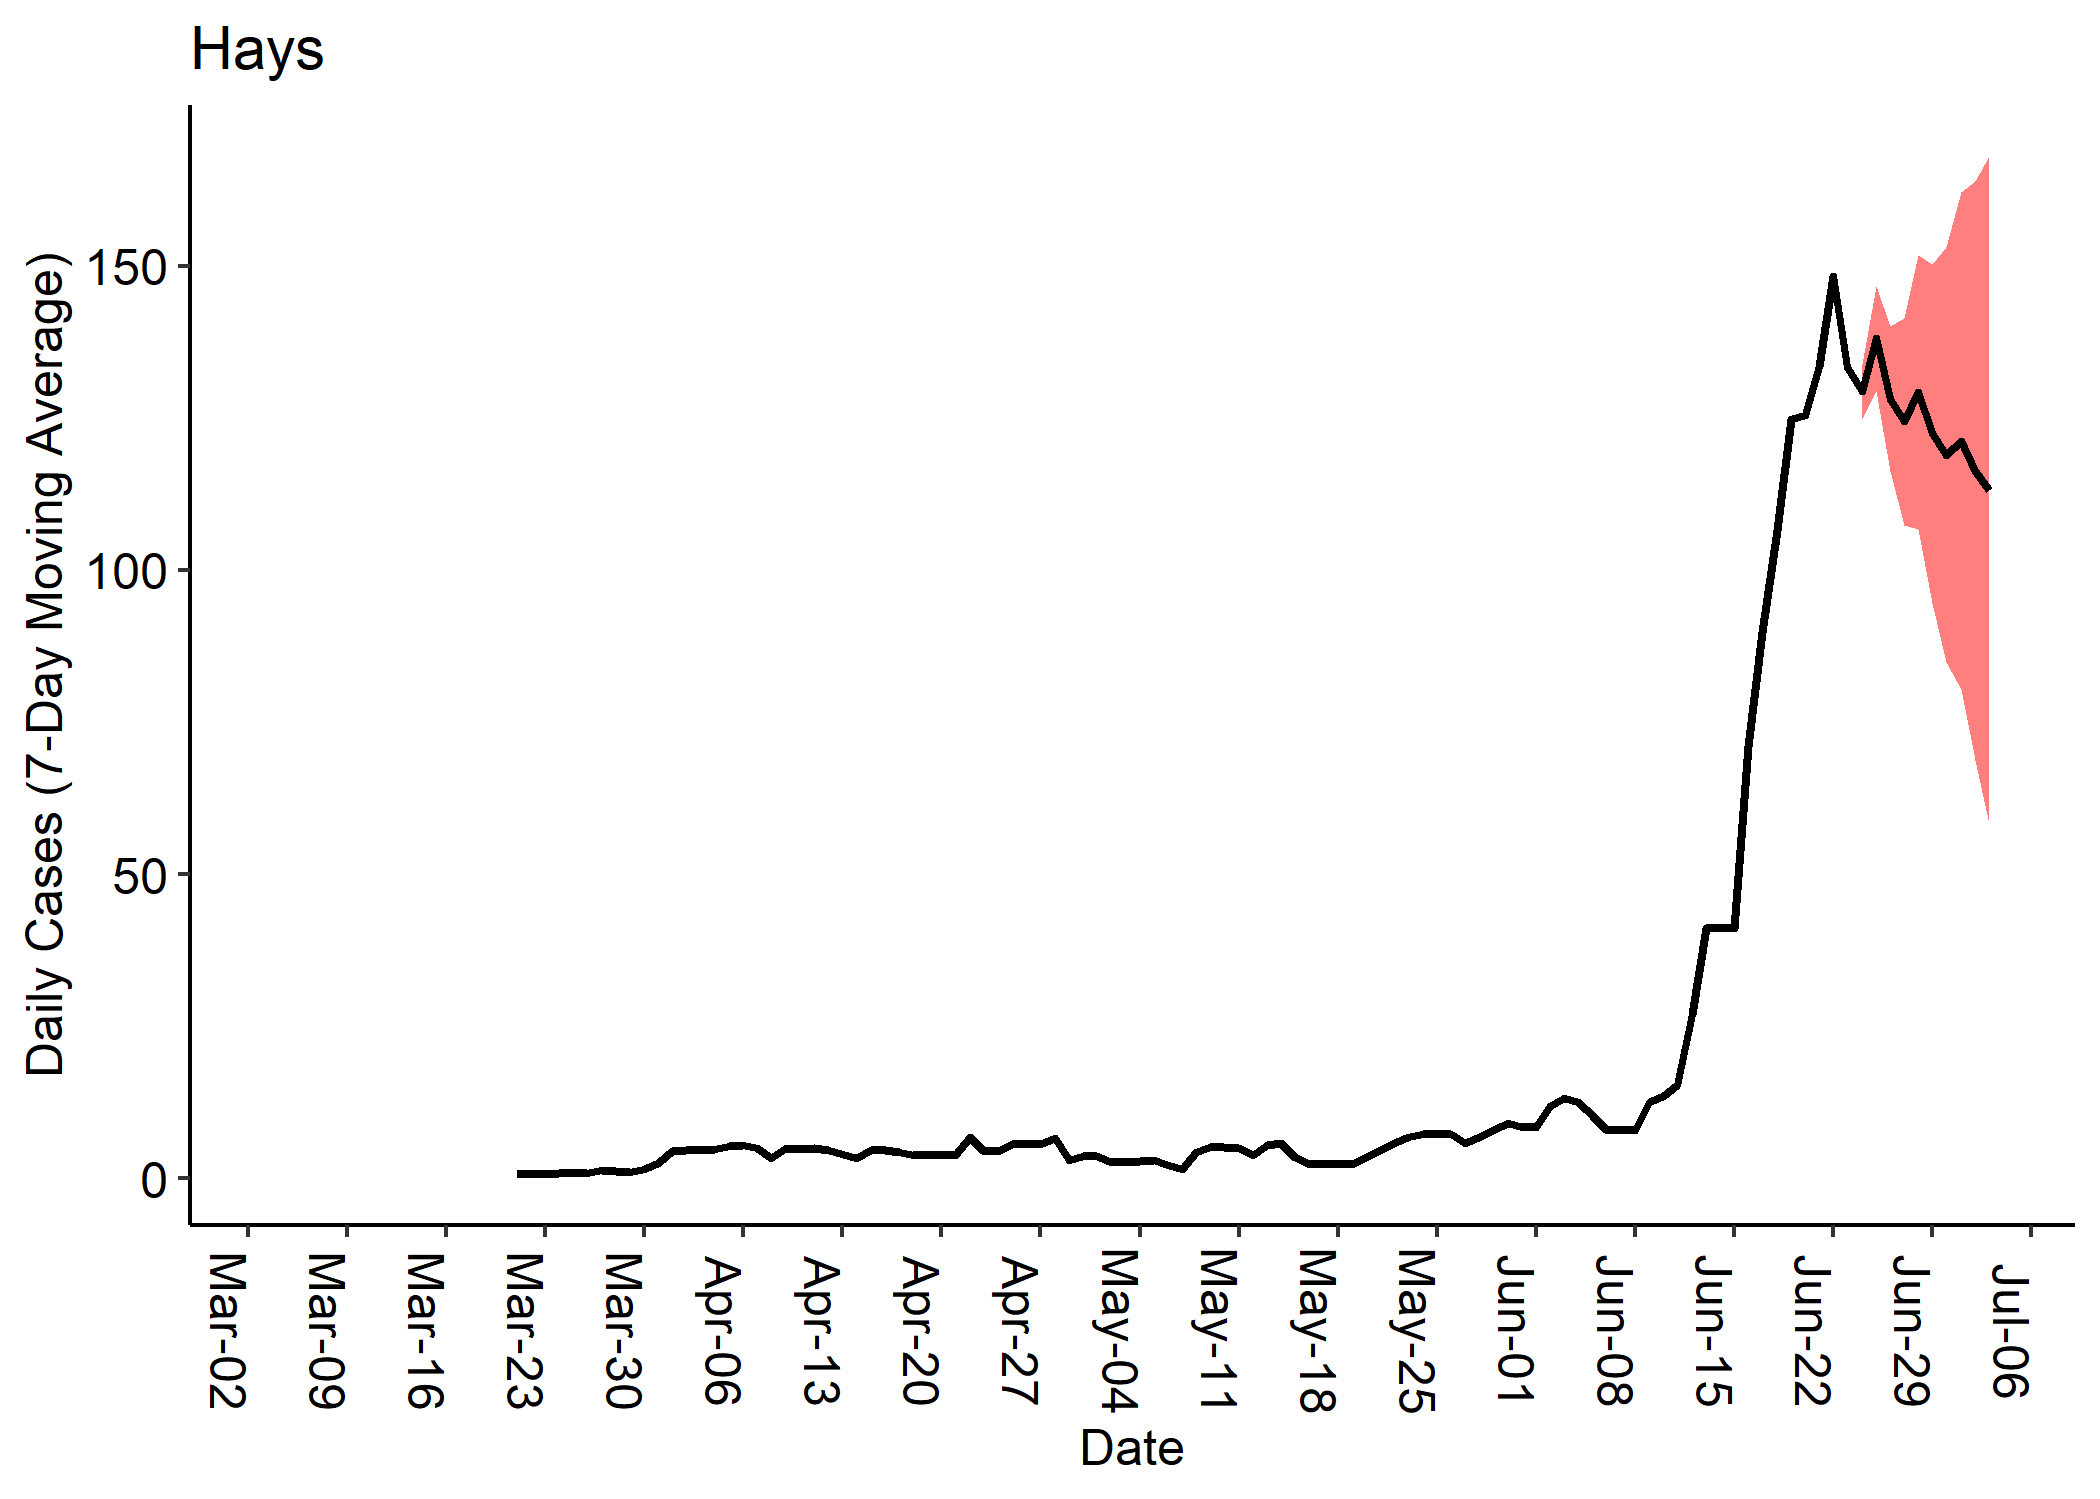 Hays
Daily Cases (7-Day Moving Average)
150
100
50
0
Mar-02
Mar-09
Mar-16
Mar-23
Mar-30
Apr-06
Apr-13
Apr-20
Apr-27
May-04
May-11
May-18
May-25
Jun-01
Jun-08
Jun-15
Jun-22
Jun-29
Jul-06
Date